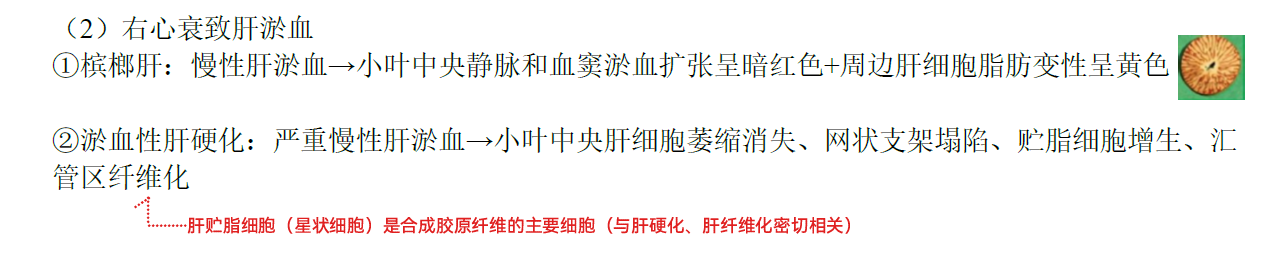 （2）右心衰致肝淤血
①槟榔肝：慢性肝淤血→小叶中央静脉和血窦淤血扩张呈暗红色+周边肝细胞脂肪变性呈黄色
②淤血性肝硬化：严重慢性肝淤血→小叶中央肝细胞萎缩消失、网状支架塌陷、贮脂细胞增生、汇
管区纤维化
肝贮脂细胞（星状细胞）是合成胶原纤维的主要细胞（与肝硬化、肝纤维化密切相关）